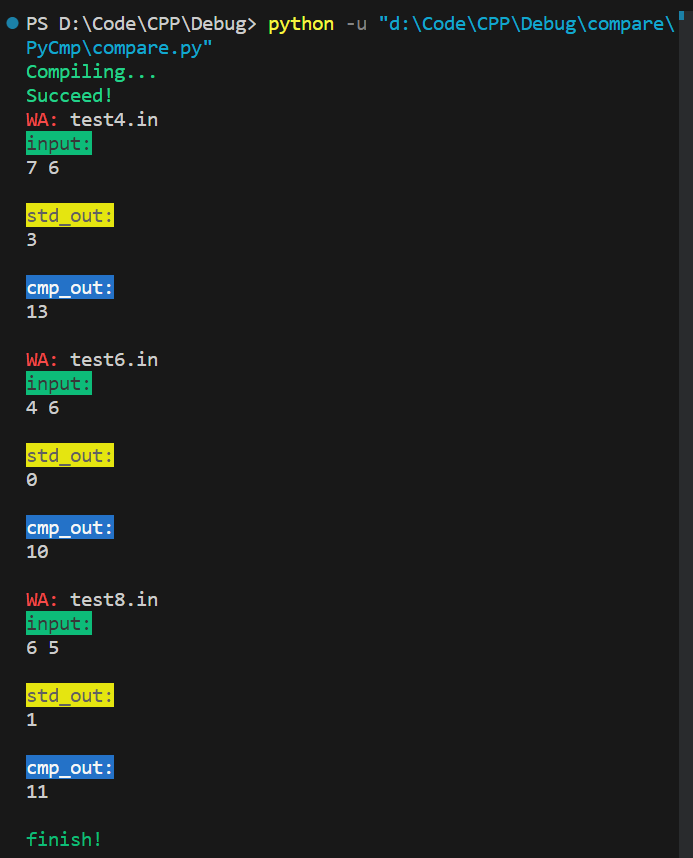 PS D:\Code\CPP\Debug> python -u "d:\Code\CPP\Debug\compare\
PyCmp\compare.py"
Compiling...
Succeed!
WA: test4.in
input:
7 6
std_out:
3
cmp_out:
13
WA: test6.in
input:
4 6
std_out:
0
cmp_out:
10
WA: test8.in
input:
6 5
std_out:
1
cmp_out:
11
finish!